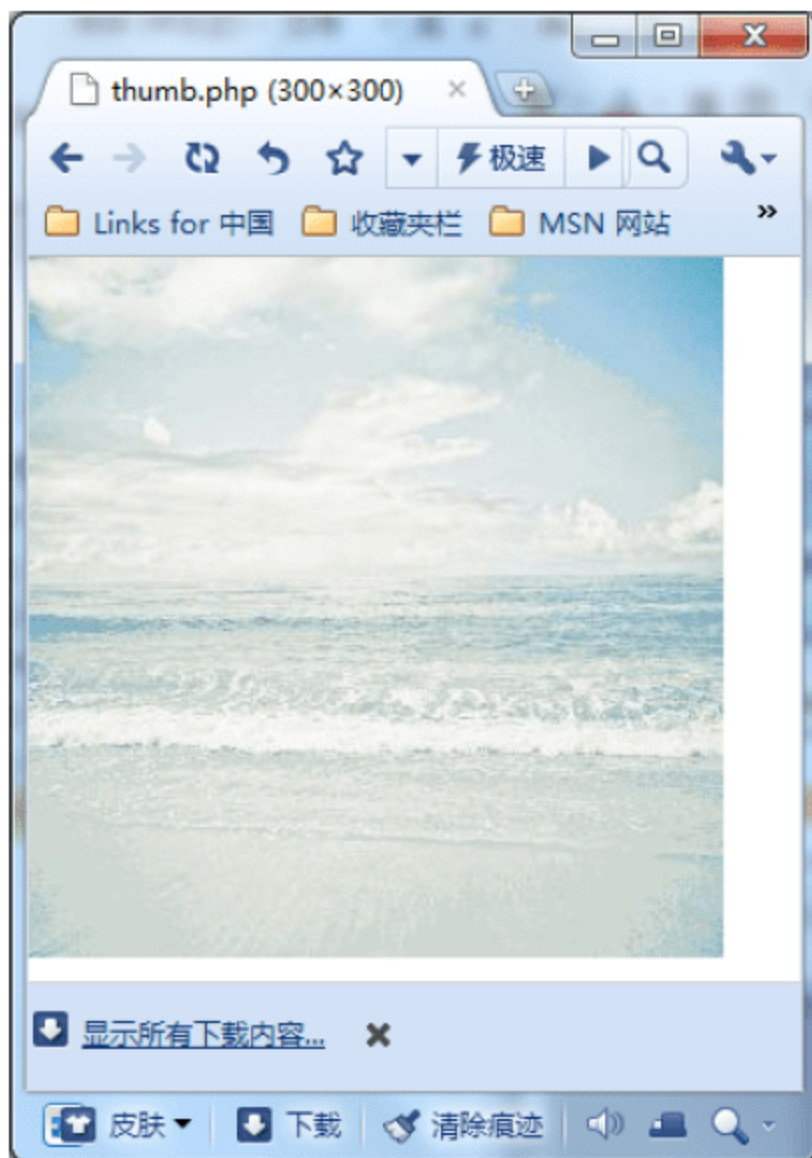 thumb.php (300×300)
极速
Links for 中国 收藏夹栏 MSN 网站
显示所有下载内容...
皮肤 下载 清除痕迹